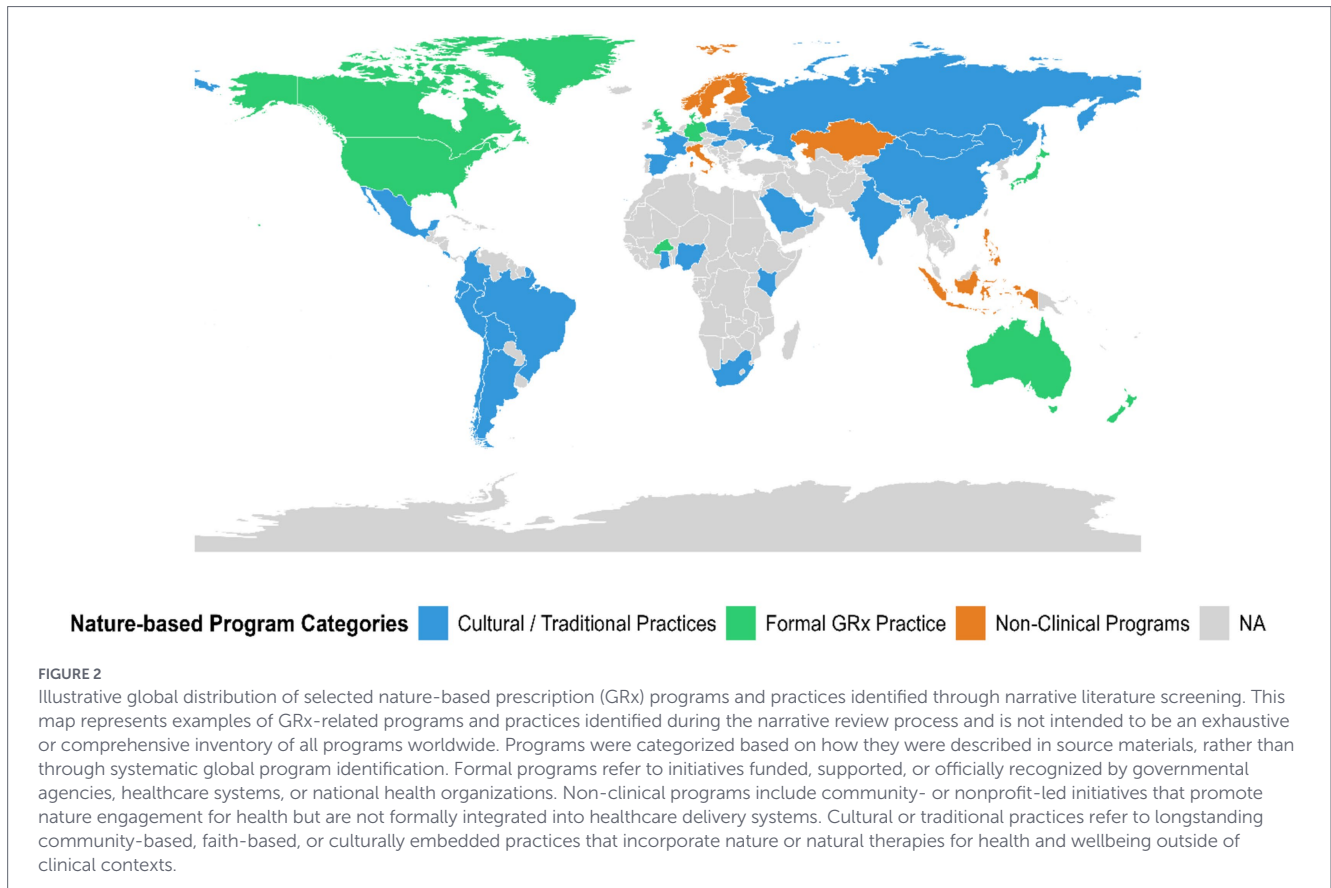 Nature-based Program Categories Cultural / Traditional Practices Formal GRx Practice Non-Clinical Programs NA
FIGURE 2
Illustrative global distribution of selected nature-based prescription (GRx) programs and practices identified through narrative literature screening. This
map represents examples of GRx-related programs and practices identified during the narrative review process and is not intended to be an exhaustive
or comprehensive inventory of all programs worldwide. Programs were categorized based on how they were described in source materials, rather than
through systematic global program identification. Formal programs refer to initiatives funded, supported, or officially recognized by governmental
agencies, healthcare systems, or national health organizations. Non-clinical programs include community- or nonprofit-led initiatives that promote
nature engagement for health but are not formally integrated into healthcare delivery systems. Cultural or traditional practices refer to longstanding
community-based, faith-based, or culturally embedded practices that incorporate nature or natural therapies for health and wellbeing outside of
clinical contexts.